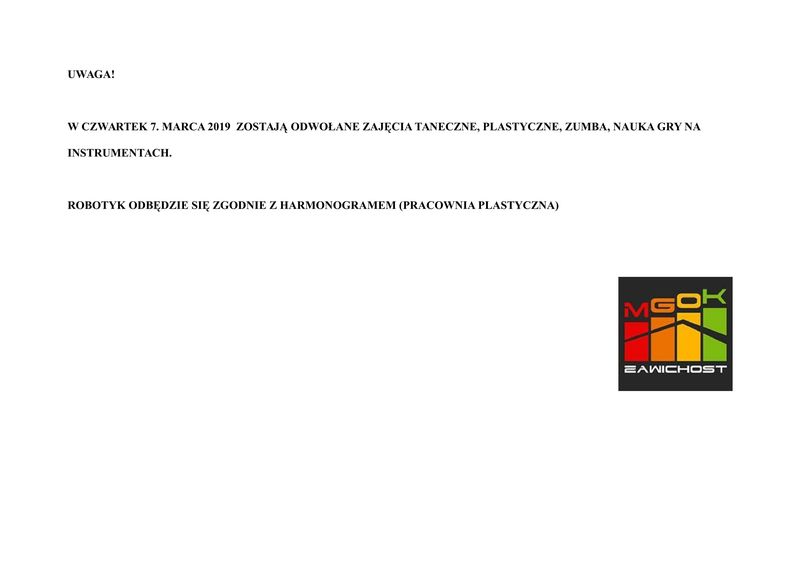 UWAGA!
W CZWARTEK 7. MARCA 2019 ZOSTAJĄ ODWOŁANE ZAJĘCIA TANECZNE, PLASTYCZNE, ZUMBA, NAUKA GRY NA
INSTRUMENTACH.
ROBOTYK ODBĘDZIE SIĘ ZGODNIE Z HARMONOGRAMEM (PRACOWNIA PLASTYCZNA)
MGOK
ZAWICHOST